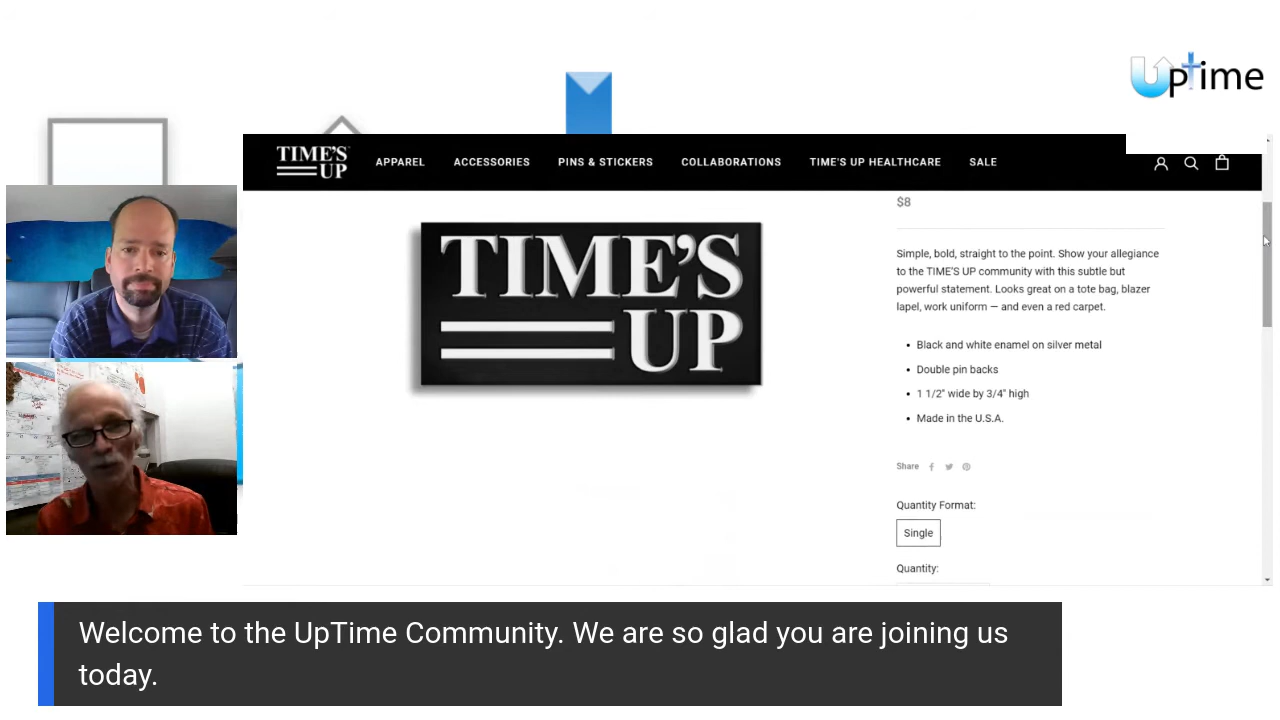 Uptime
TIME'S UP
APPAREL ACCESSORIES PINS & STICKERS COLLABORATIONS TIME'S UP HEALTHCARE SALE
$8
TIME'S
UP
Simple, bold, straight to the point. Show your allegiance
to the TIME'S UP community with this subtle but
powerful statement. Looks great on a tote bag, blazer
lapel, work uniform — and even a red carpet.
• Black and white enamel on silver metal
• Double pin backs
• 1 1/2" wide by 3/4" high
• Made in the U.S.A.
Share
Quantity Format:
Single
Quantity:
Welcome to the UpTime Community. We are so glad you are joining us
today.